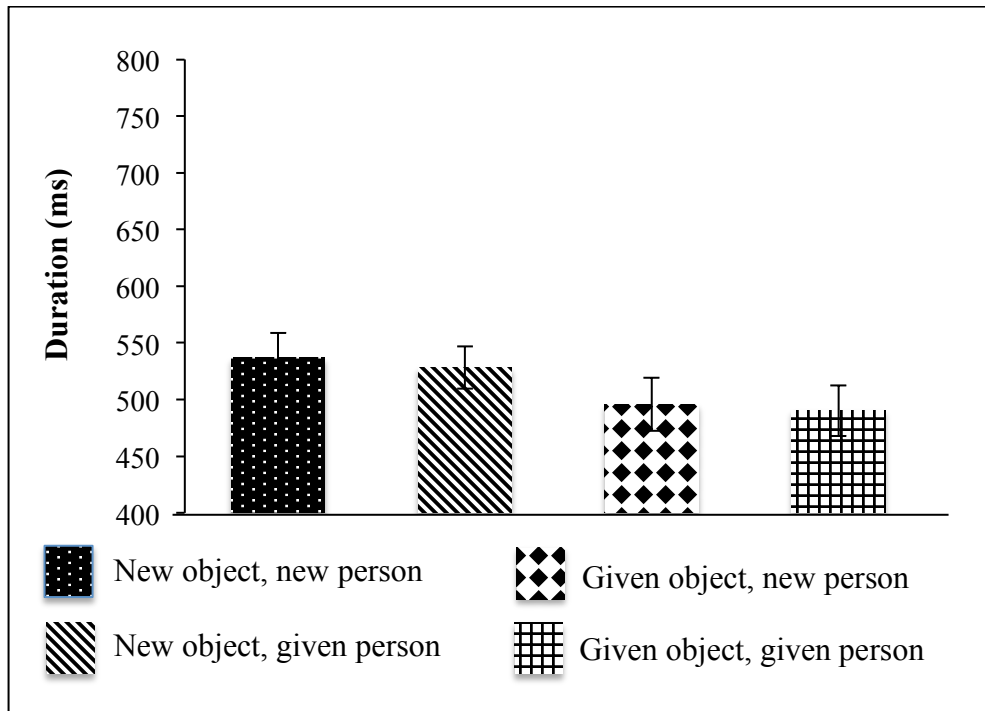 800
750
700
650
600
550
500
450
400
Duration (ms)
New object, new person
Given object, new person
New object, given person
Given object, given person